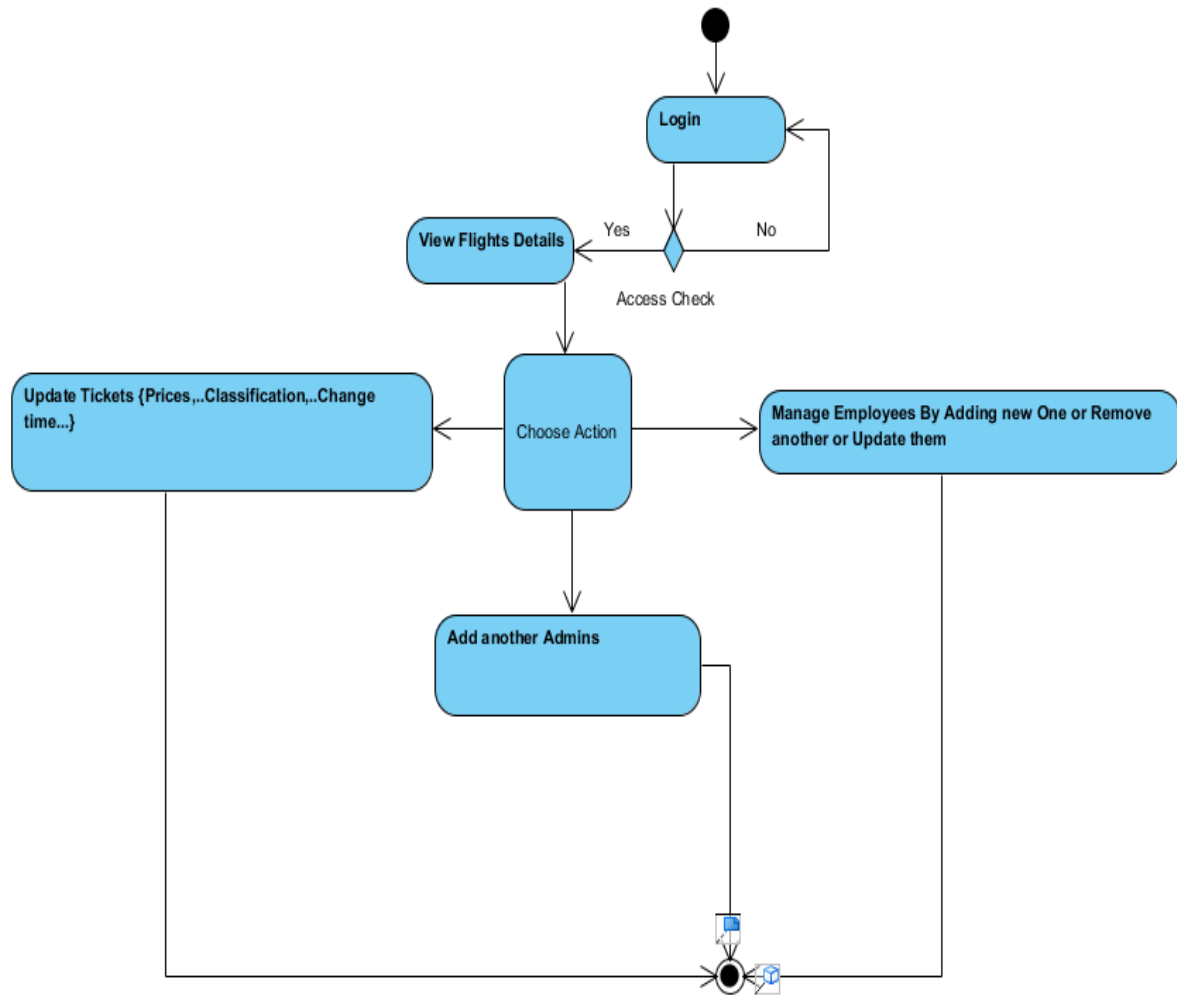 Login
Yes
No
View Flights Details
Access Check
Update Tickets {Prices,..Classification,..Change
time...}
Choose Action
Manage Employees By Adding new One or Remove
another or Update them
Add another Admins